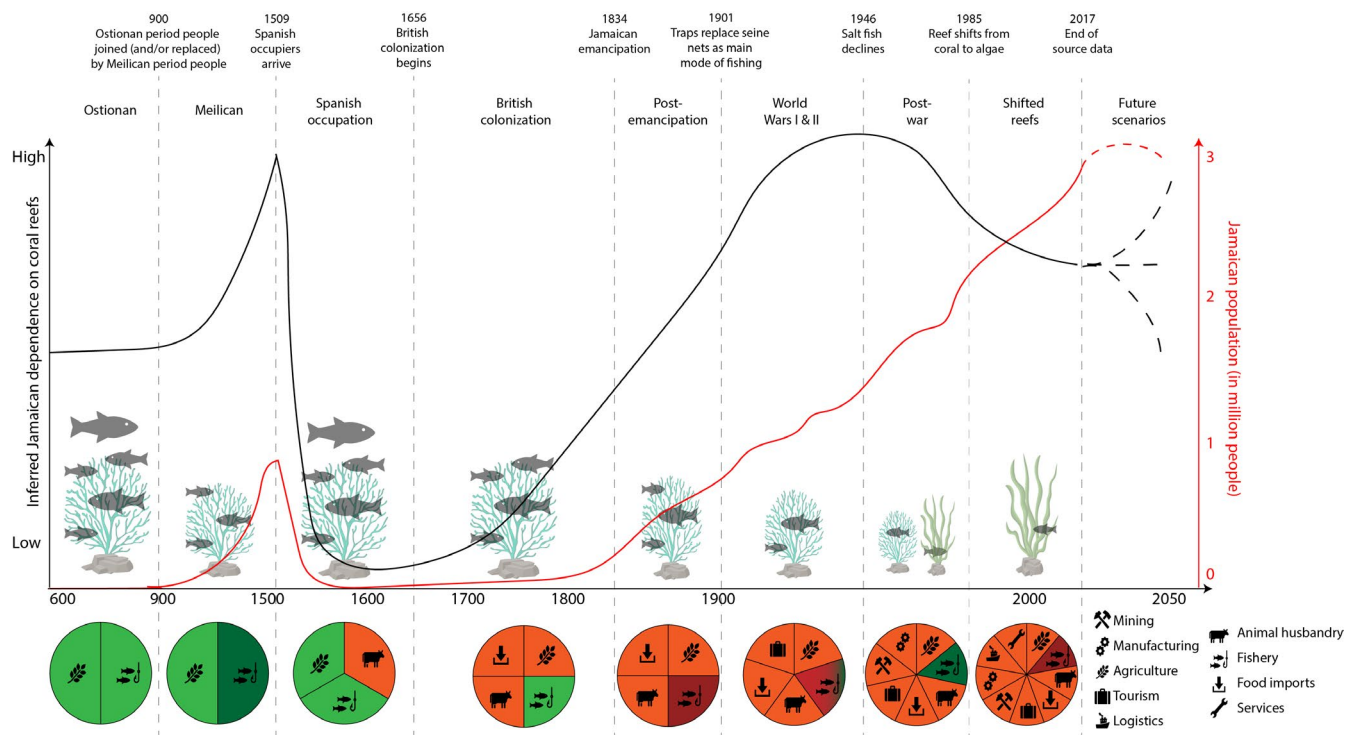 900
Ostionan period people
joined (and/or replaced)
by Meilican period people
1509
Spanish
occupiers
arrive
1656
British
colonization
begins
1834
Jamaican
emancipation
1901
Traps replace seine
nets as main
mode of fishing
1946
Salt fish
declines
1985
Reef shifts from
coral to algae
2017
End of
source data
Ostionan
Meilican
Spanish
occupation
British
colonization
Post-
emancipation
World
Wars I & II
Post-
war
Shifted
reefs
Future
scenarios
High
Low
Inferred Jamaican dependence on coral reefs
3
2
1
0
Jamaican population (in million people)
600
900
1500
1600
1700
1800
1900
2000
2050
Mining
Manufacturing
Agriculture
Tourism
Logistics
Animal husbandry
Fishery
Food imports
Services